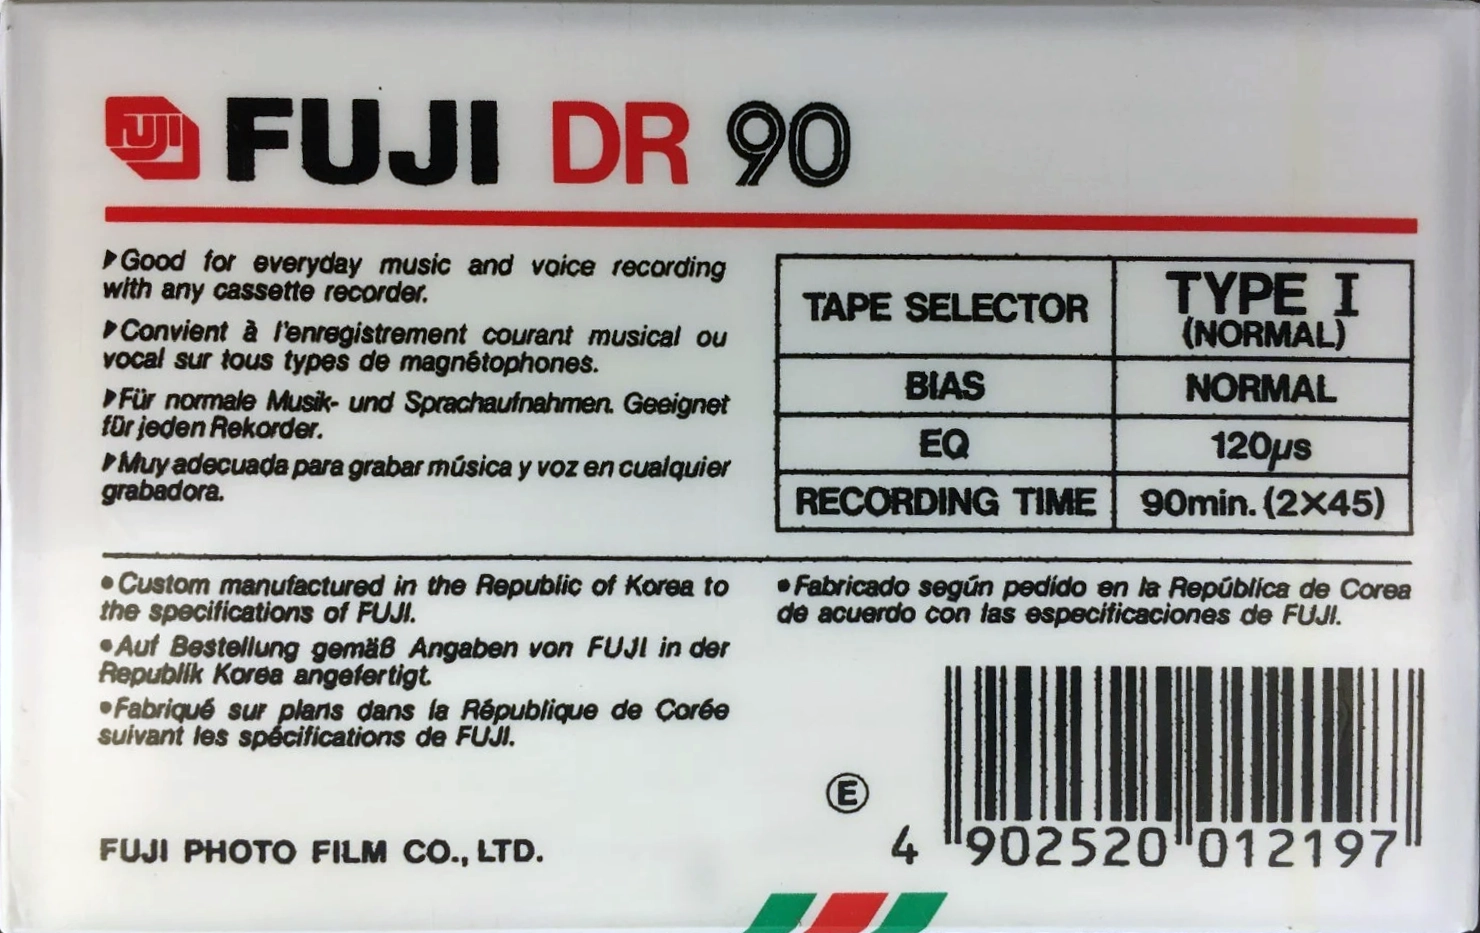 FUJI FUJI DR 90
Good for everyday music and voice recording
with any cassette recorder.
Convient à l'enregistrement courant musical ou
vocal sur tous types de magnétophones.
Für normale Musik- und Sprachaufnahmen. Geeignet
für jeden Rekorder.
Muy adecuada para grabar música y voz en cualquier
grabadora.
TAPE SELECTOR TYPE I
(NORMAL)
BIAS NORMAL
EQ 120µs
RECORDING TIME 90min. (2×45)
•Custom manufactured in the Republic of Korea to
the specifications of FUJI.
•Auf Bestellung gemäß Angaben von FUJI in der
Republik Korea angefertigt.
•Fabriqué sur plans dans la République de Corée
suivant les spécifications de FUJI.
•Fabricado según pedido en la República de Corea
de acuerdo con las especificaciones de FUJI.
E
4 902520 012197
FUJI PHOTO FILM CO., LTD.